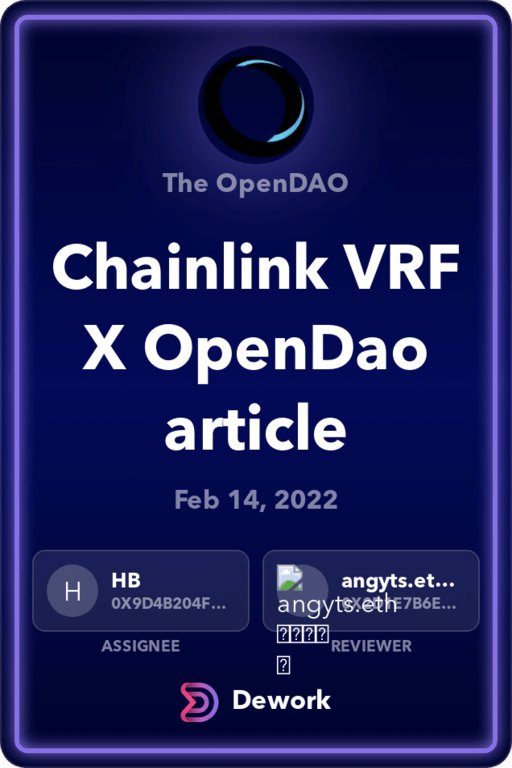 The OpenDAO
Chainlink VRF
X OpenDao
article
Feb 14, 2022
H
HB
0X9D4B204F...
ASSIGNEE
angyts.et...
angyts.eth
REVIEWER
Dework